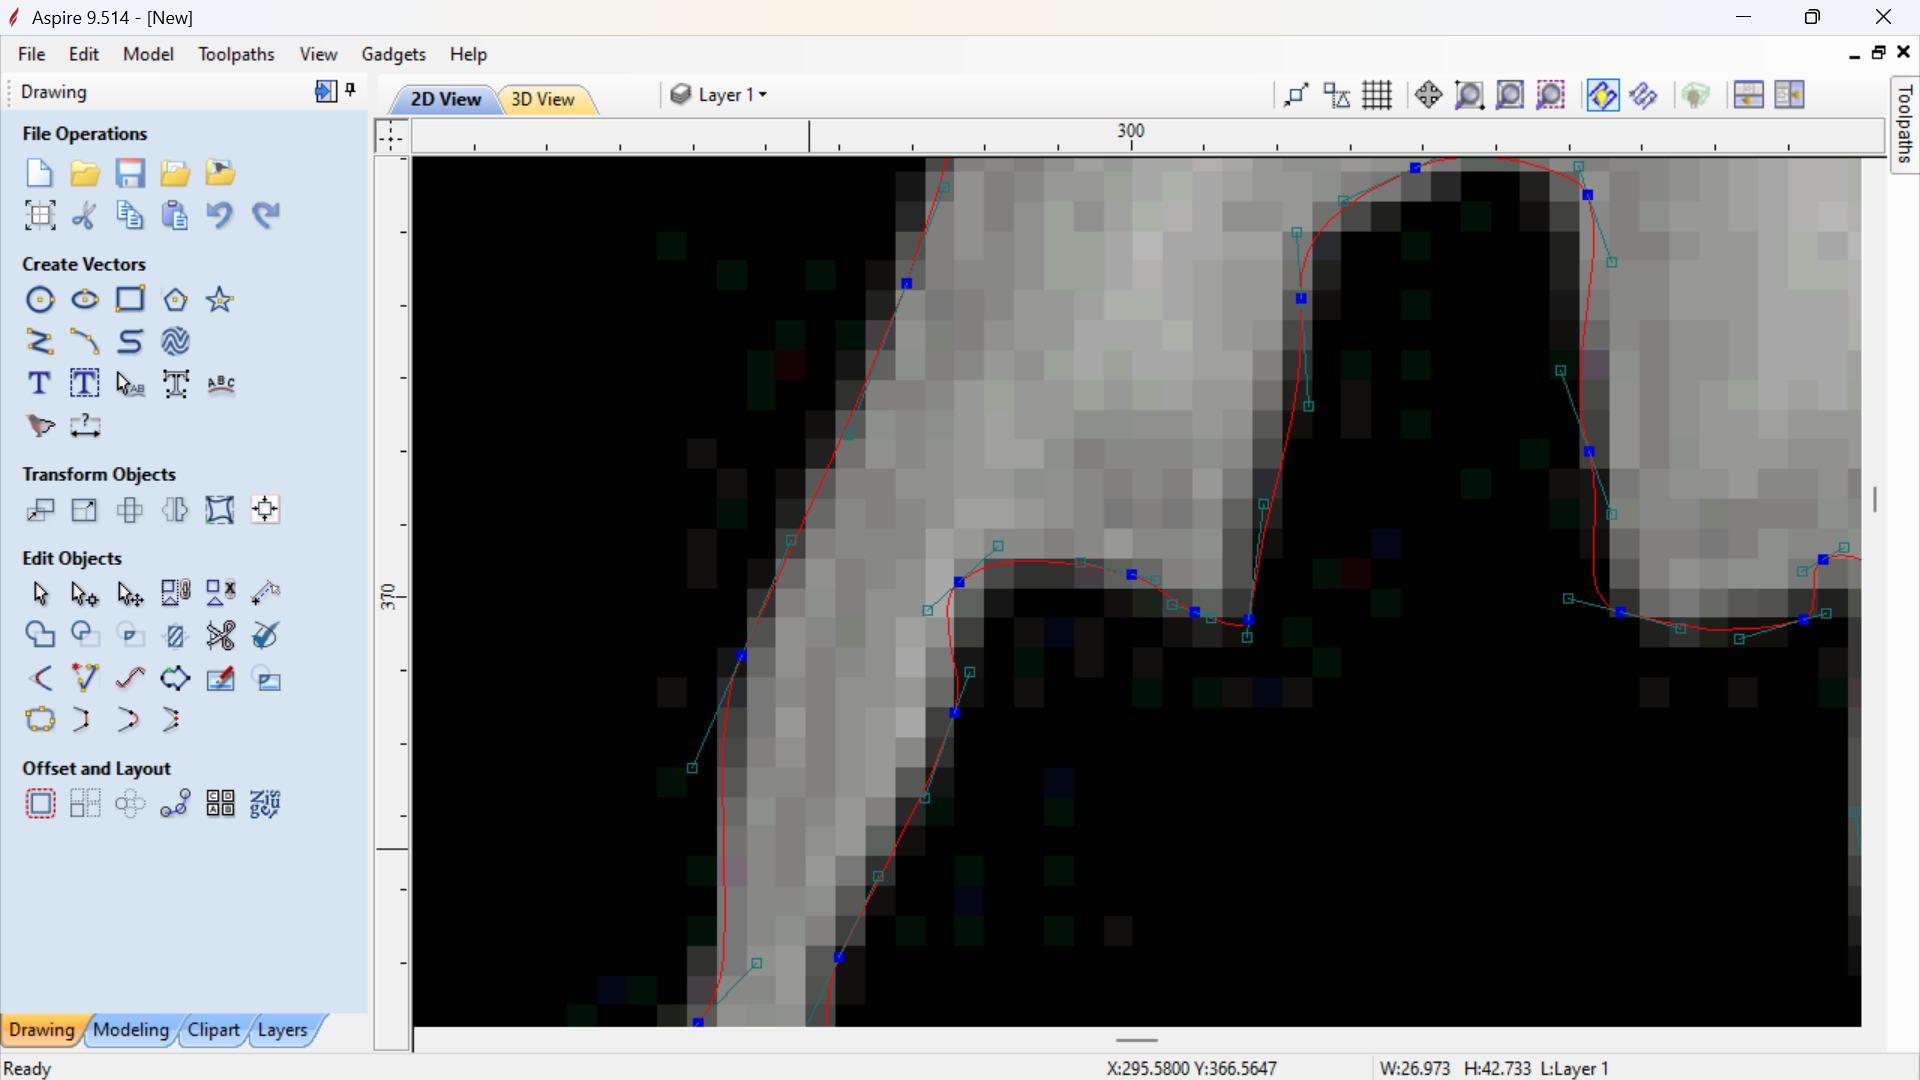 Aspire 9.514 - [New]
File Edit Model Toolpaths View Gadgets Help
Drawing
2D View 3D View Layer 1
Toolpaths
File Operations
300
Create Vectors
Transform Objects
Edit Objects
370
Offset and Layout
Drawing Modeling Clipart Layers
Ready X:295.5800 Y:366.5647 W:26.973 H:42.733 L:Layer 1